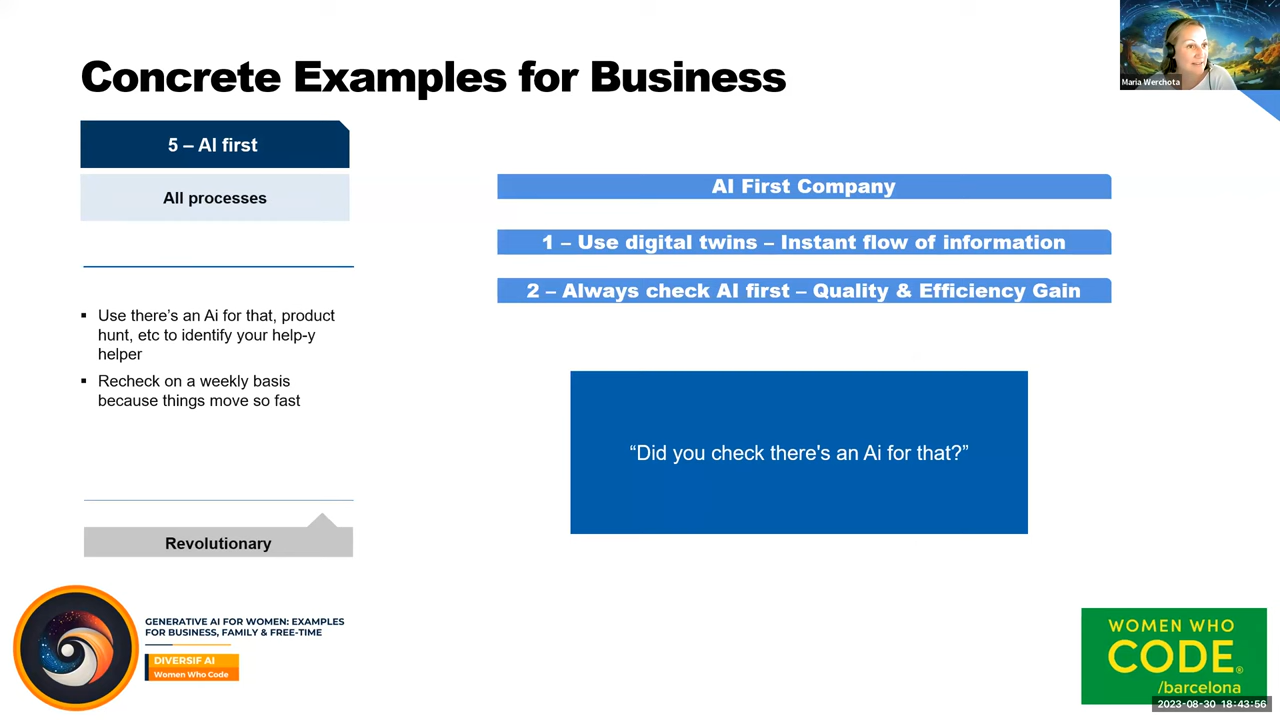 Concrete Examples for Business
Maria Werchota
5 – AI first
All processes
Use there's an Ai for that, product
hunt, etc to identify your help-y
helper
Recheck on a weekly basis
because things move so fast
Revolutionary
AI First Company
1 – Use digital twins – Instant flow of information
2 – Always check AI first – Quality & Efficiency Gain
“Did you check there's an Ai for that?”
GENERATIVE AI FOR WOMEN: EXAMPLES
FOR BUSINESS, FAMILY & FREE-TIME
DIVERSIF AI
Women Who Code
WOMEN WHO
CODE®
/barcelona
2023-08-30 18:43:56